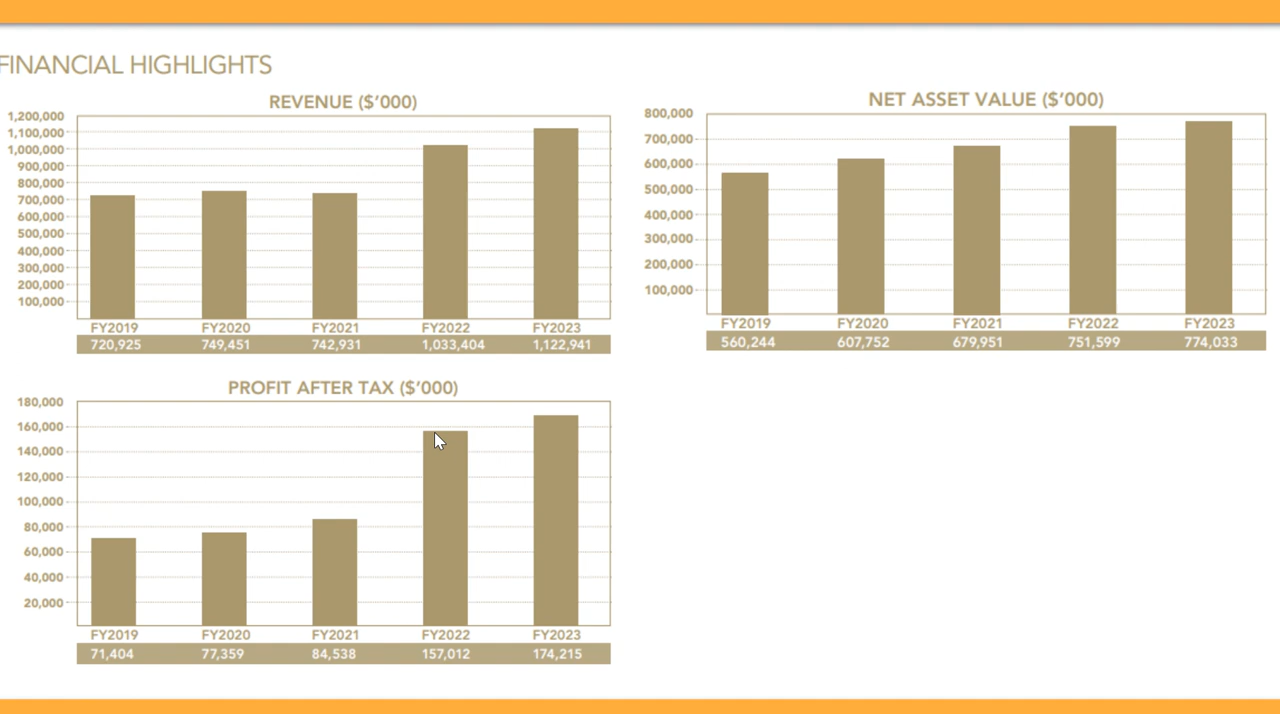 FINANCIAL HIGHLIGHTS
REVENUE ($'000)
1,200,000
1,100,000
1,000,000
900,000
800,000
700,000
600,000
500,000
400,000
300,000
200,000
100,000
FY2019 FY2020 FY2021 FY2022 FY2023
720,925 749,451 742,931 1,033,404 1,122,941
NET ASSET VALUE ($'000)
800,000
700,000
600,000
500,000
400,000
300,000
200,000
100,000
FY2019 FY2020 FY2021 FY2022 FY2023
560,244 607,752 679,951 751,599 774,033
PROFIT AFTER TAX ($'000)
180,000
160,000
140,000
120,000
100,000
80,000
60,000
40,000
20,000
FY2019 FY2020 FY2021 FY2022 FY2023
71,404 77,359 84,538 157,012 174,215